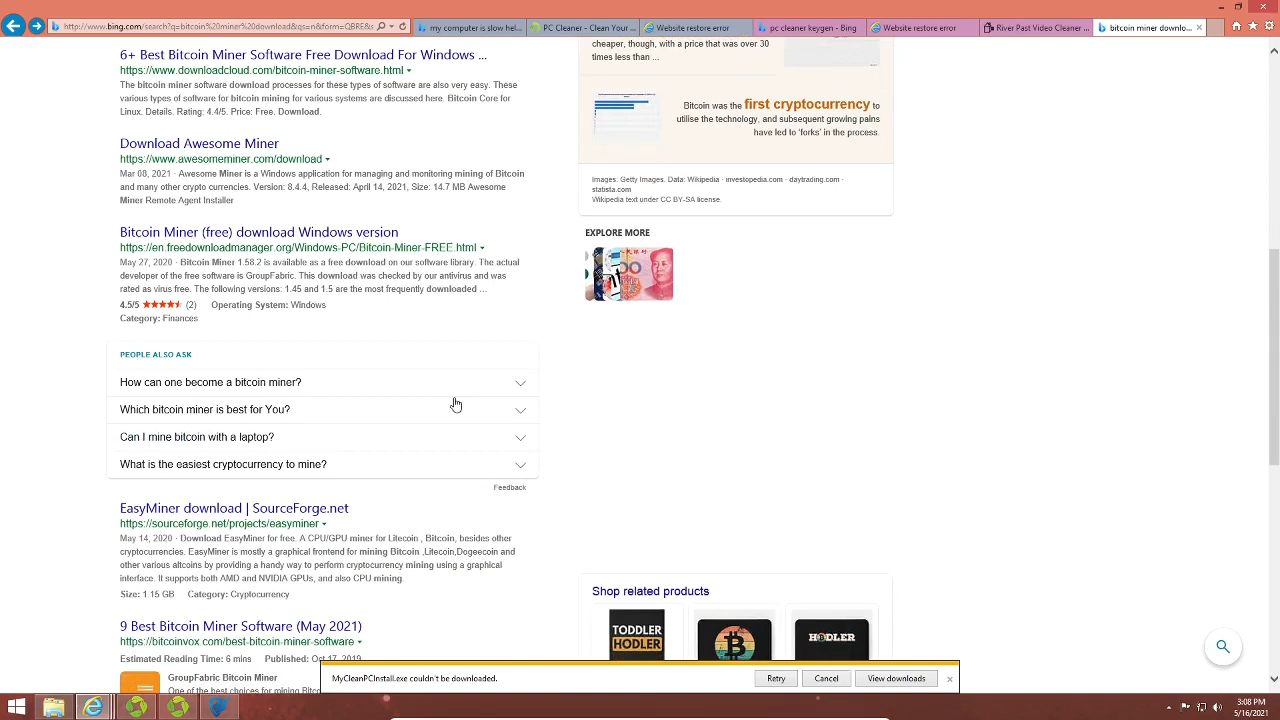 http://www.bing.com/search?q=bitcoin%20miner%20download&qs=n&form=QBRE&s
my computer is slow hel...
PC Cleaner - Clean Your ...
Website restore error
pc cleaner keygen - Bing
Website restore error
River Past Video Cleaner ...
bitcoin miner downlo...
6+ Best Bitcoin Miner Software Free Download For Windows ...
https://www.downloadcloud.com/bitcoin-miner-software.html
The bitcoin miner software download processes for these types of software are also very easy. These
various types of software for bitcoin mining for various systems are discussed here. Bitcoin Core for
Linux. Details. Rating: 4.4/5. Price: Free. Download.
Download Awesome Miner
https://www.awesomeminer.com/download
Mar 08, 2021 · Awesome Miner is a Windows application for managing and monitoring mining of Bitcoin
and many other crypto currencies. Version: 8.4.4, Released: April 14, 2021, Size: 14.7 MB Awesome
Miner Remote Agent Installer
Bitcoin Miner (free) download Windows version
https://en.freedownloadmanager.org/Windows-PC/Bitcoin-Miner-FREE.html
May 27, 2020 · Bitcoin Miner 1.58.2 is available as a free download on our software library. The actual
developer of the free software is GroupFabric. This download was checked by our antivirus and was
rated as virus free. The following versions: 1.45 and 1.5 are the most frequently downloaded ...
4.5/5 (2) Operating System: Windows
Category: Finances
PEOPLE ALSO ASK
How can one become a bitcoin miner?
Which bitcoin miner is best for You?
Can I mine bitcoin with a laptop?
What is the easiest cryptocurrency to mine?
Feedback
EasyMiner download | SourceForge.net
https://sourceforge.net/projects/easyminer
May 14, 2020 · Download EasyMiner for free. A CPU/GPU miner for Litecoin , Bitcoin, besides other
cryptocurrencies. EasyMiner is mostly a graphical frontend for mining Bitcoin ,Litecoin,Dogeecoin and
other various altcoins by providing a handy way to perform cryptocurrency mining using a graphical
interface. It supports both AMD and NVIDIA GPUs, and also CPU mining.
Size: 1.15 GB Category: Cryptocurrency
9 Best Bitcoin Miner Software (May 2021)
https://bitcoinvox.com/best-bitcoin-miner-software
Estimated Reading Time: 6 mins Published: Oct 17, 2019
GroupFabric Bitcoin Miner
One of the best choices for mining Bit
cheaper, though, with a price that was over 30
times less than ...
Bitcoin was the first cryptocurrency to
utilise the technology, and subsequent growing pains
have led to 'forks' in the process.
Images: Getty Images. Data: Wikipedia · investopedia.com · daytrading.com ·
statista.com
Wikipedia text under CC BY-SA license.
EXPLORE MORE
Shop related products
TODDLER
HODLER
HODLER
MyCleanPCInstall.exe couldn't be downloaded.
Retry
Cancel
View downloads
3:08 PM
5/16/2021